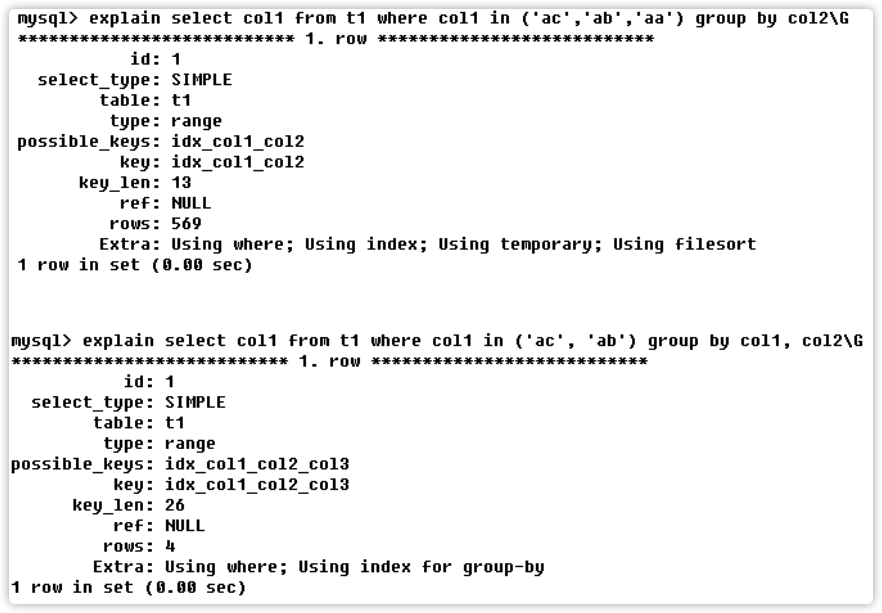 mysql> explain select col1 from t1 where col1 in ('ac','ab','aa') group by col2\G
*************************** 1. row ***************************
id: 1
select_type: SIMPLE
table: t1
type: range
possible_keys: idx_col1_col2
key: idx_col1_col2
key_len: 13
ref: NULL
rows: 569
Extra: Using where; Using index; Using temporary; Using filesort
1 row in set (0.00 sec)
mysql> explain select col1 from t1 where col1 in ('ac', 'ab') group by col1, col2\G
*************************** 1. row ***************************
id: 1
select_type: SIMPLE
table: t1
type: range
possible_keys: idx_col1_col2_col3
key: idx_col1_col2_col3
key_len: 26
ref: NULL
rows: 4
Extra: Using where; Using index for group-by
1 row in set (0.00 sec)